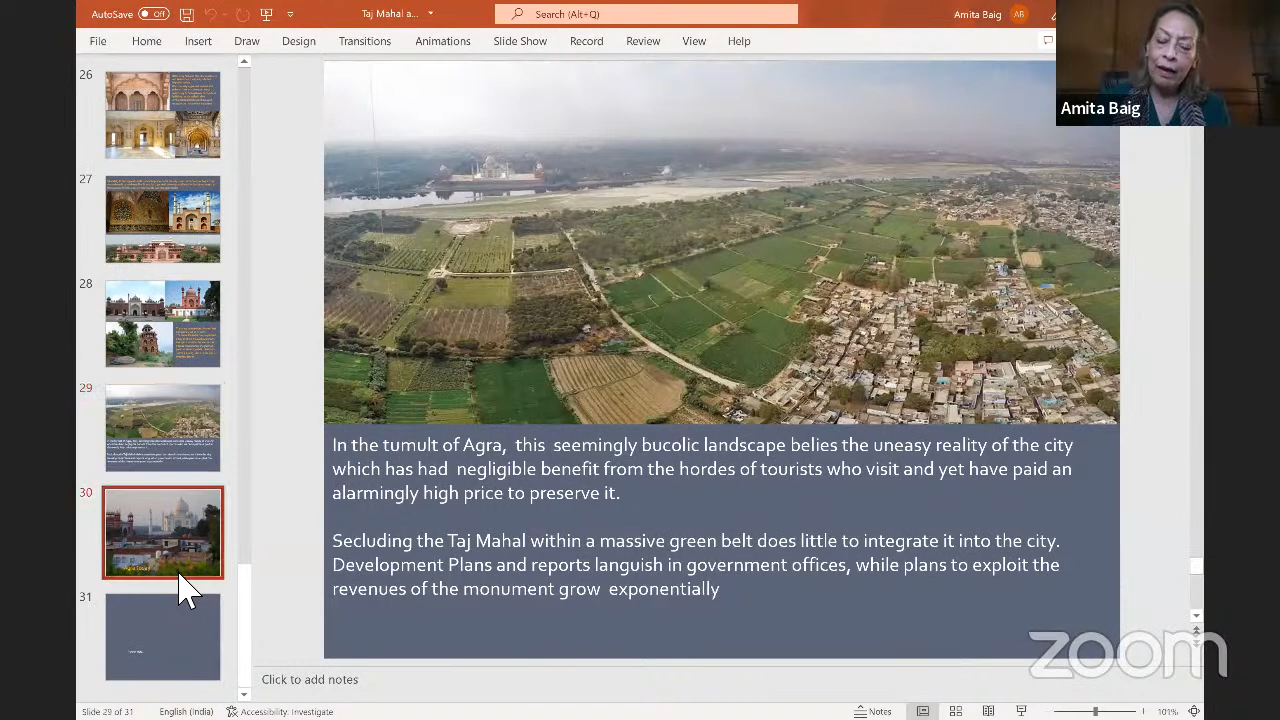 AutoSave
Off
Taj Mahal a...
Search (Alt+Q)
Amita Baig
AB
File
Home
Insert
Draw
Design
Transitions
Animations
Slide Show
Record
Review
View
Help
Amita Baig
26
27
28
29
30
31
In the tumult of Agra, this seemingly bucolic landscape belies the uneasy reality of the city
which has had negligible benefit from the hordes of tourists who visit and yet have paid an
alarmingly high price to preserve it.
Secluding the Taj Mahal within a massive green belt does little to integrate it into the city.
Development Plans and reports languish in government offices, while plans to exploit the
revenues of the monument grow exponentially
zoom
Click to add notes
Slide 29 of 31
English (India)
Accessibility: Investigate
Notes
101%